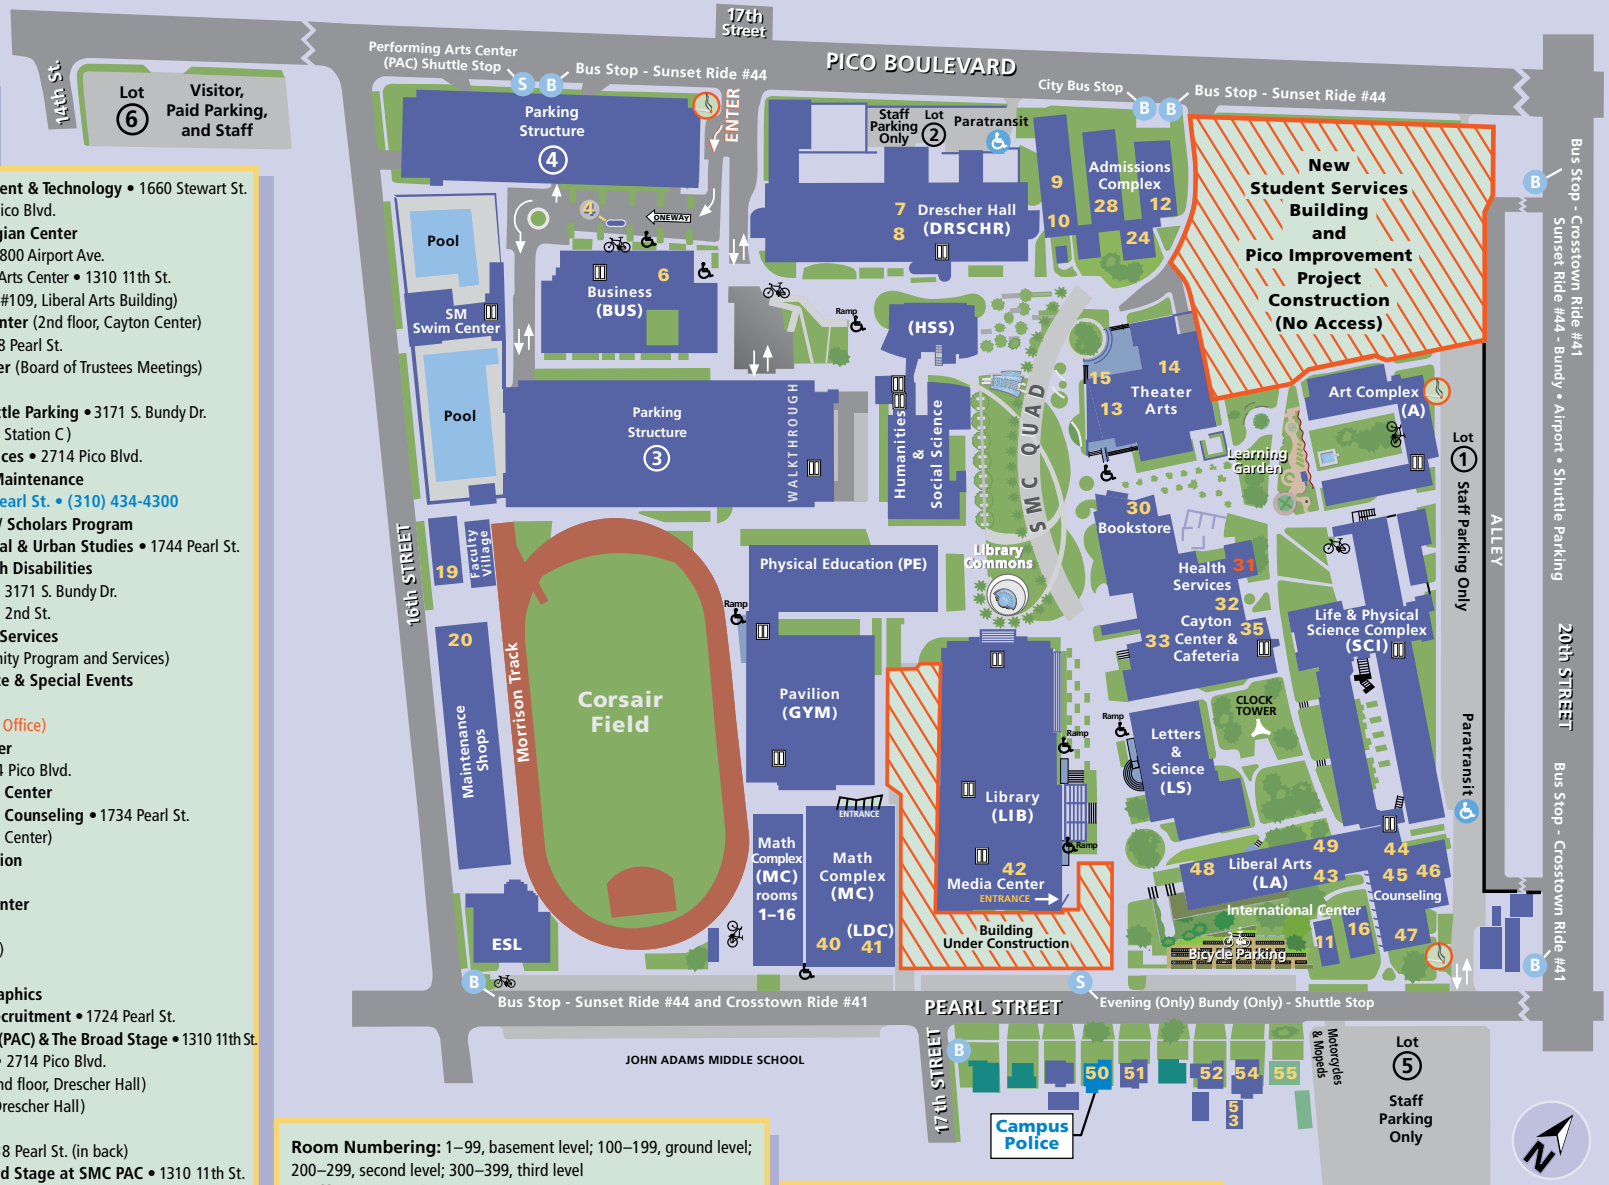 17th
Street
PICO BOULEVARD
14th St.
Lot
6
Visitor,
Paid Parking,
and Staff
Performing Arts Center
(PAC) Shuttle Stop
S
B
Bus Stop - Sunset Ride #44
City Bus Stop
B
B
Bus Stop - Sunset Ride #44
Parking
Structure
4
ENTER
Staff
Parking
Only
Lot
2
Paratransit
9
10
Admissions
Complex
28
12
24
New
Student Services
Building
and
Pico Improvement
Project
Construction
(No Access)
B
Bus Stop - Crosstown Ride #41
Sunset Ride #44 - Bundy • Airport • Shuttle Parking
4
ONEWAY
7
8
Drescher Hall
(DRSCHR)
Pool
SM
Swim Center
Pool
6
Business
(BUS)
Ramp
(HSS)
Humanities
&
Social Science
SMC QUAD
14
15
13
Theater
Arts
Art Complex
(A)
Learning
Garden
Lot
1
Staff Parking Only
ALLEY
Parking
Structure
3
WALKTHROUGH
16th STREET
19
Faculty
Village
20
Maintenance
Shops
Morrison Track
Corsair
Field
Physical Education (PE)
Ramp
Pavilion
(GYM)
Library
Commons
30
Bookstore
Health
Services
31
32
Cayton
Center &
Cafeteria
33
35
Life & Physical
Science Complex
(SCI)
20th STREET
CLOCK
TOWER
Ramp
Ramp
Letters
&
Science
(LS)
Paratransit
Library
(LIB)
Ramp
42
Media Center
ENTRANCE
ENTRANCE
Math
Complex
(MC)
rooms
1–16
Math
Complex
(MC)
(LDC)
40
41
Building
Under Construction
48
Liberal Arts
(LA)
49
43
44
45
46
Counseling
International Center
11
16
47
Bicycle Parking
B
Bus Stop - Crosstown Ride #41
ESL
B
Bus Stop - Sunset Ride #44 and Crosstown Ride #41
PEARL STREET
S
Evening (Only) Bundy (Only) - Shuttle Stop
JOHN ADAMS MIDDLE SCHOOL
17th STREET
B
50
51
52
54
55
53
Campus
Police
Motorcycles
& Mopeds
Lot
5
Staff
Parking
Only
N
ent & Technology • 1660 Stewart St.
ico Blvd.
gian Center
800 Airport Ave.
Arts Center • 1310 11th St.
#109, Liberal Arts Building)
nter (2nd floor, Cayton Center)
8 Pearl St.
er (Board of Trustees Meetings)
ttle Parking • 3171 S. Bundy Dr.
Station C)
ces • 2714 Pico Blvd.
Maintenance
earl St. • (310) 434-4300
/ Scholars Program
al & Urban Studies • 1744 Pearl St.
h Disabilities
3171 S. Bundy Dr.
2nd St.
Services
nity Program and Services)
te & Special Events
Office)
er
4 Pico Blvd.
Center
Counseling • 1734 Pearl St.
Center)
ion
nter
)
aphics
cruitment • 1724 Pearl St.
(PAC) & The Broad Stage • 1310 11th St.
• 2714 Pico Blvd.
nd floor, Drescher Hall)
Drescher Hall)
38 Pearl St. (in back)
d Stage at SMC PAC • 1310 11th St.
Room Numbering: 1–99, basement level; 100–199, ground level;
200–299, second level; 300–399, third level